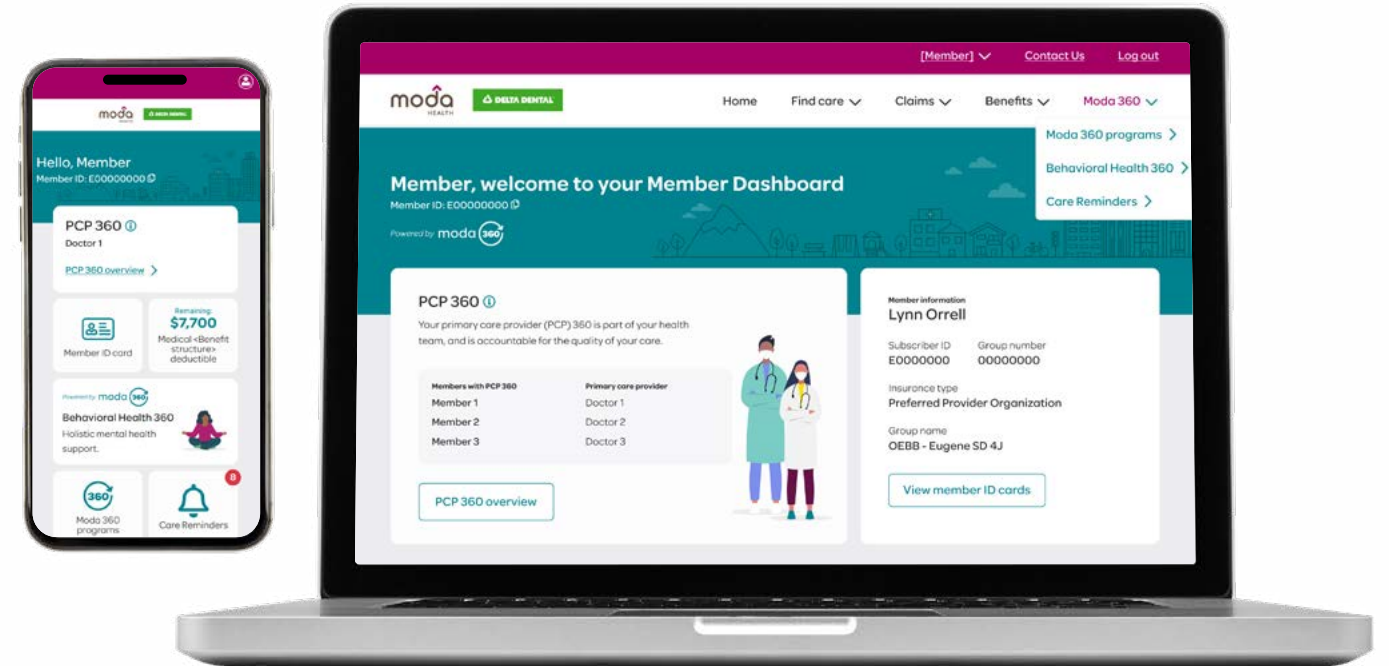 moda
HEALTH
DELTA DENTAL
Hello, Member
Member ID: E00000000
PCP 360
Doctor 1
PCP 360 overview
Member ID card
Remaining:
$7,700
Medical <Benefit
structure>
deductible
Powered by moda 360
Behavioral Health 360
Holistic mental health
support.
360
Moda 360
programs
8
Care Reminders
[Member] Contact Us Log out
moda
HEALTH
DELTA DENTAL
Home Find care Claims Benefits Moda 360
Moda 360 programs
Behavioral Health 360
Care Reminders
Member, welcome to your Member Dashboard
Member ID: E00000000
Powered by moda 360
PCP 360
Your primary care provider (PCP) 360 is part of your health
team, and is accountable for the quality of your care.
Members with PCP 360 Primary care provider
Member 1 Doctor 1
Member 2 Doctor 2
Member 3 Doctor 3
PCP 360 overview
Member information
Lynn Orrell
Subscriber ID Group number
E0000000 00000000
Insurance type
Preferred Provider Organization
Group name
OEBB - Eugene SD 4J
View member ID cards